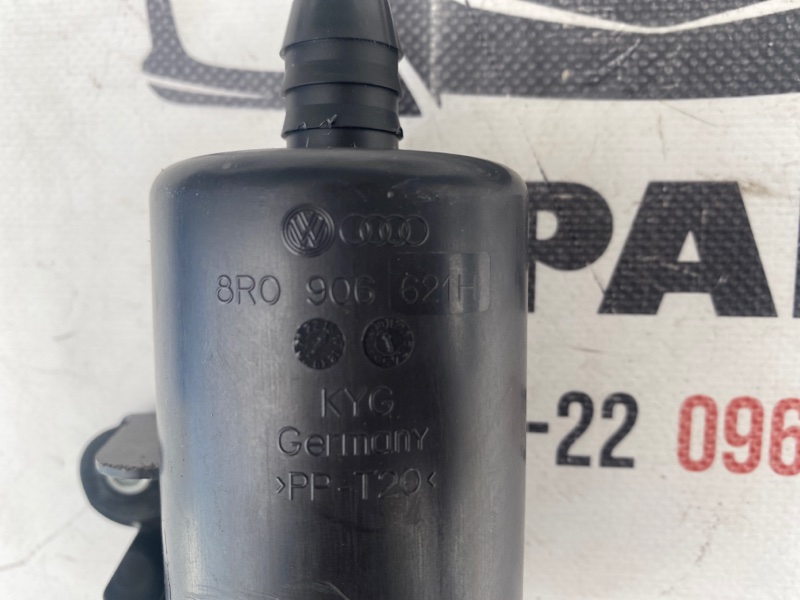 8R0 906 621H
KYG
Germany
>PP-T20<
PA
-22 096